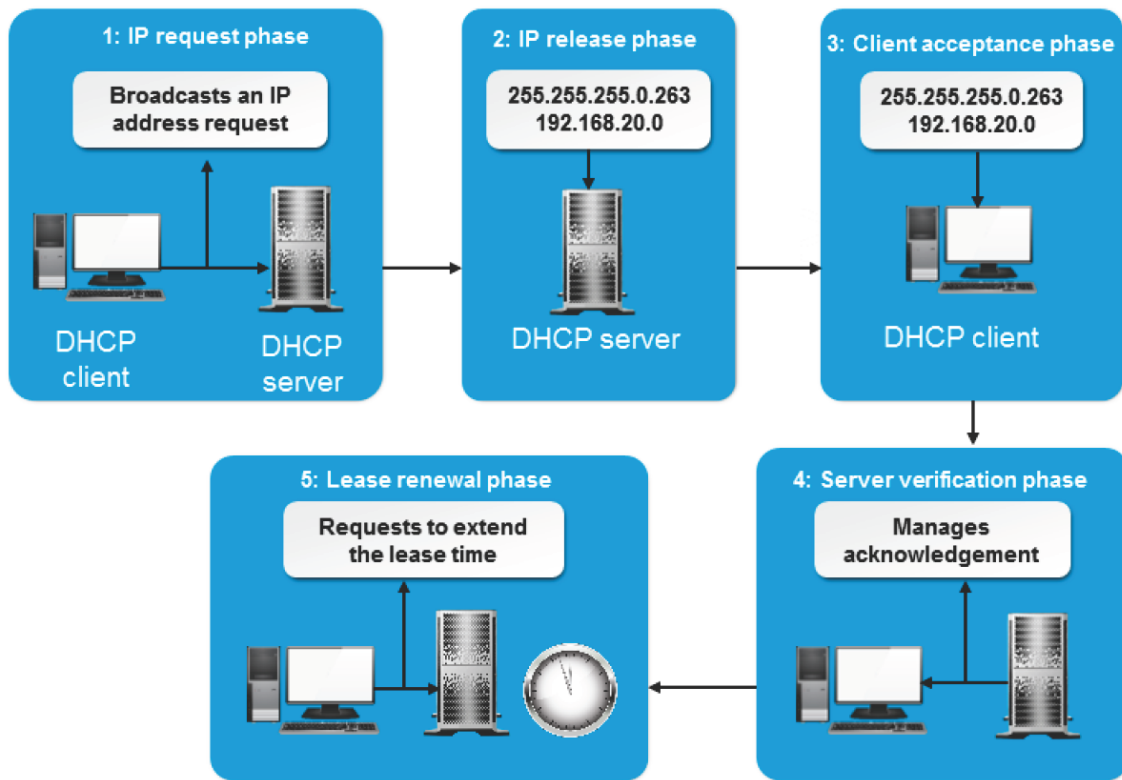 1: IP request phase
Broadcasts an IP
address request
DHCP
client
DHCP
server
2: IP release phase
255.255.255.0.263
192.168.20.0
DHCP server
3: Client acceptance phase
255.255.255.0.263
192.168.20.0
DHCP client
4: Server verification phase
Manages
acknowledgement
5: Lease renewal phase
Requests to extend
the lease time